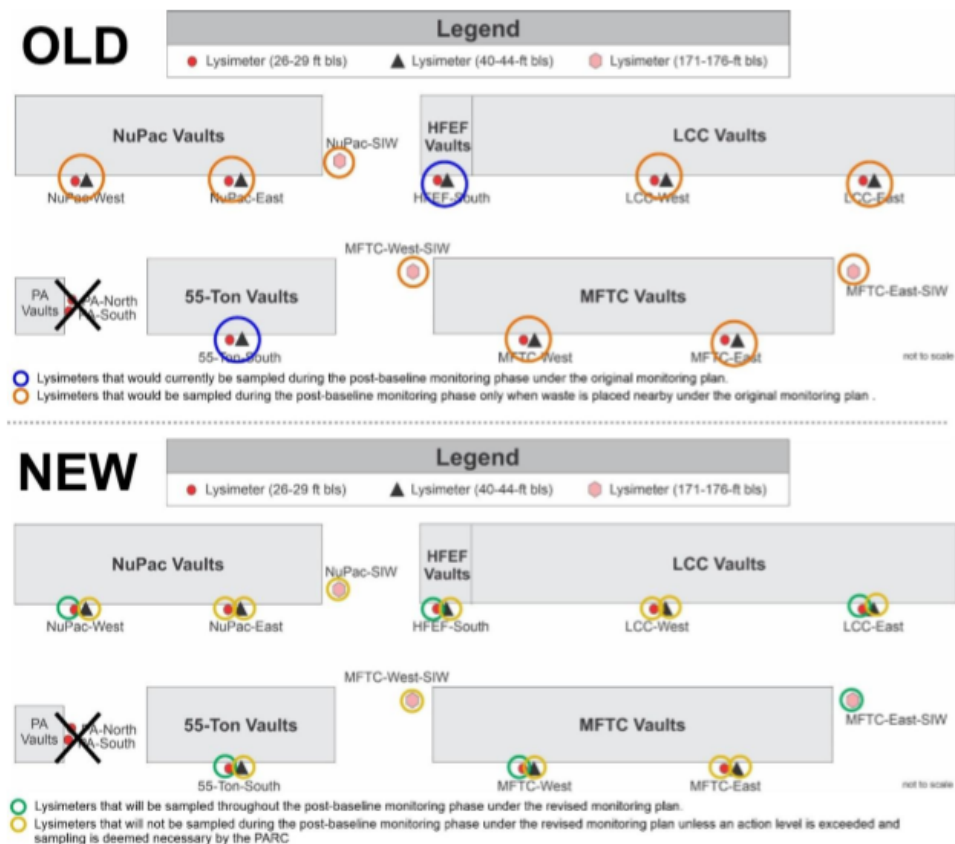 OLD
Legend
Lysimeter (26-29 ft bls) Lysimeter (40-44-ft bls) Lysimeter (171-176-ft bls)
NuPac Vaults
NuPac-SIW
HFEF
Vaults
LCC Vaults
NuPac-West
NuPac-East
HFEF-South
LCC-West
LCC-East
MFTC-West-SIW
PA
Vaults
PA-North
PA-South
55-Ton Vaults
MFTC Vaults
MFTC-East-SIW
55-Ton-South
MFTC-West
MFTC-East
not to scale
Lysimeters that would currently be sampled during the post-baseline monitoring phase under the original monitoring plan.
Lysimeters that would be sampled during the post-baseline monitoring phase only when waste is placed nearby under the original monitoring plan .
NEW
Legend
Lysimeter (26-29 ft bls) Lysimeter (40-44-ft bls) Lysimeter (171-176-ft bls)
NuPac Vaults
NuPac-SIW
HFEF
Vaults
LCC Vaults
NuPac-West
NuPac-East
HFEF-South
LCC-West
LCC-East
MFTC-West-SIW
PA
Vaults
PA-North
PA-South
55-Ton Vaults
MFTC Vaults
MFTC-East-SIW
55-Ton-South
MFTC-West
MFTC-East
not to scale
Lysimeters that will be sampled throughout the post-baseline monitoring phase under the revised monitoring plan.
Lysimeters that will not be sampled during the post-baseline monitoring phase under the revised monitoring plan unless an action level is exceeded and
sampling is deemed necessary by the PARC